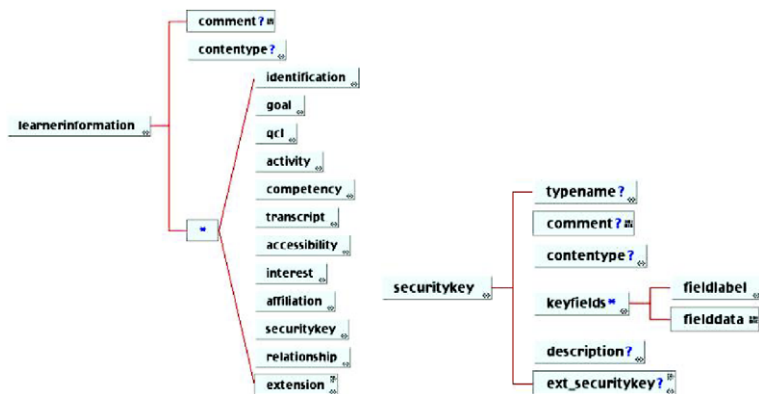 comment?
contentype?
identification
goal
qcl
activity
learnerinformation
competency
transcript
*
accessibility
interest
affiliation
securitykey
relationship
extension
typename?
comment?
contentype?
securitykey
keyfields*
fieldlabel
fielddata
description?
ext_securitykey?